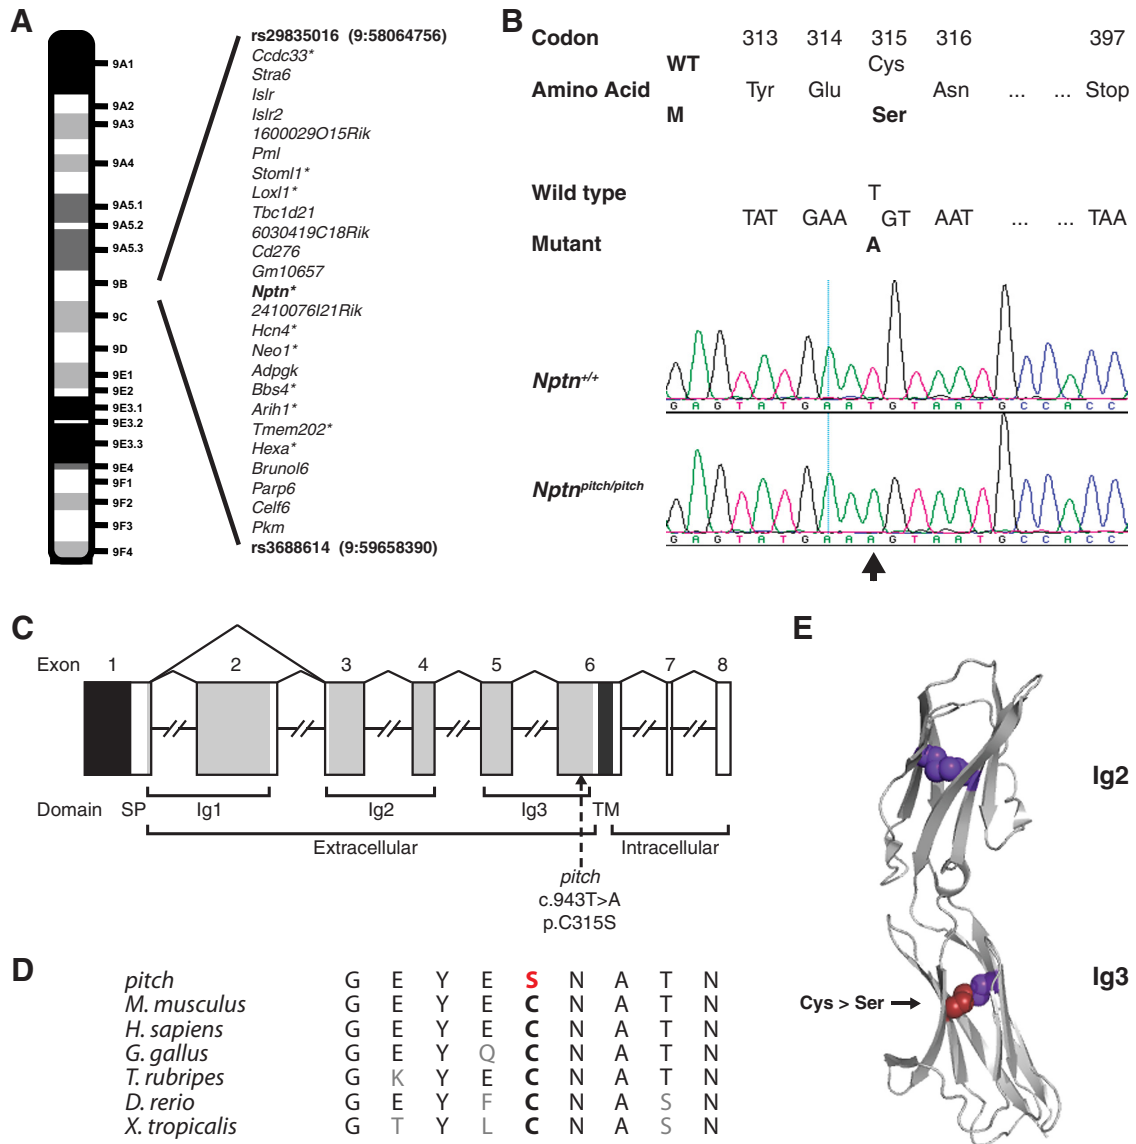 A
9A1
9A2
9A3
9A4
9A5.1
9A5.2
9A5.3
9B
9C
9D
9E1
9E2
9E3.1
9E3.2
9E3.3
9E4
9F1
9F2
9F3
9F4
rs29835016 (9:58064756)
Ccdc33*
Stra6
Islr
Islr2
1600029O15Rik
Pml
Stoml1*
Loxl1*
Tbc1d21
6030419C18Rik
Cd276
Gm10657
Nptn*
2410076I21Rik
Hcn4*
Neo1*
Adpgk
Bbs4*
Arih1*
Tmem202*
Hexa*
Brunol6
Parp6
Celf6
Pkm
rs3688614 (9:59658390)
B
Codon 313 314 315 316 397
WT Cys
Amino Acid Tyr Glu Asn ... ... Stop
M Ser
Wild type T
TAT GAA GT AAT ... ... TAA
Mutant A
Nptn+/+
G A G T A T G A A T G T A A T G C C A C C
Nptnpitch/pitch
G A G T A T G A A A G T A A T G C C A C C
C
Exon 1 2 3 4 5 6 7 8
Domain SP Ig1 Ig2 Ig3 TM
Extracellular Intracellular
pitch
c.943T>A
p.C315S
D
pitch G E Y E S N A T N
M. musculus G E Y E C N A T N
H. sapiens G E Y E C N A T N
G. gallus G E Y Q C N A T N
T. rubripes G K Y E C N A T N
D. rerio G E Y F C N A S N
X. tropicalis G T Y L C N A S N
E
Ig2
Ig3
Cys > Ser